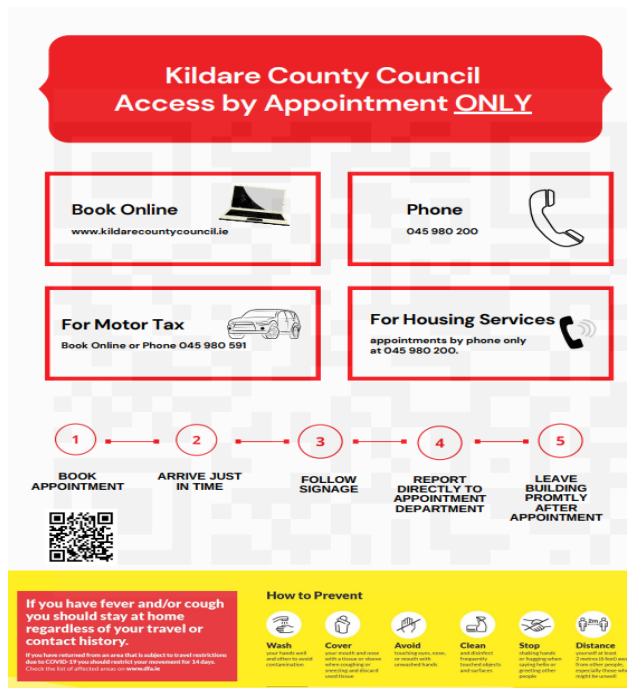 Kildare County Council
Access by Appointment ONLY
Book Online
www.kildarecountycouncil.ie
Phone
045 980 200
For Motor Tax
Book Online or Phone 045 980 591
For Housing Services
appointments by phone only
at 045 980 200.
1
2
3
4
5
BOOK
APPOINTMENT
ARRIVE JUST
IN TIME
FOLLOW
SIGNAGE
REPORT
DIRECTLY TO
APPOINTMENT
DEPARTMENT
LEAVE
BUILDING
PROMTLY
AFTER
APPOINTMENT
If you have fever and/or cough
you should stay at home
regardless of your travel or
contact history.
If you have returned from an area that is subject to travel restrictions
due to COVID-19 you should restrict your movement for 14 days.
Check the list of affected areas on www.dfa.ie
How to Prevent
Wash
your hands well
and often to avoid
contamination
Cover
your mouth and nose
with a tissue or sleeve
when coughing or
sneezing and discard
used tissue
Avoid
touching eyes, nose,
or mouth with
unwashed hands
Clean
and disinfect
frequently
touched objects
and surfaces
Stop
shaking hands
or hugging when
saying hello or
greeting other
people
2m
Distance
yourself at least
2 metres (6 feet) away
from other people,
especially those who
might be unwell